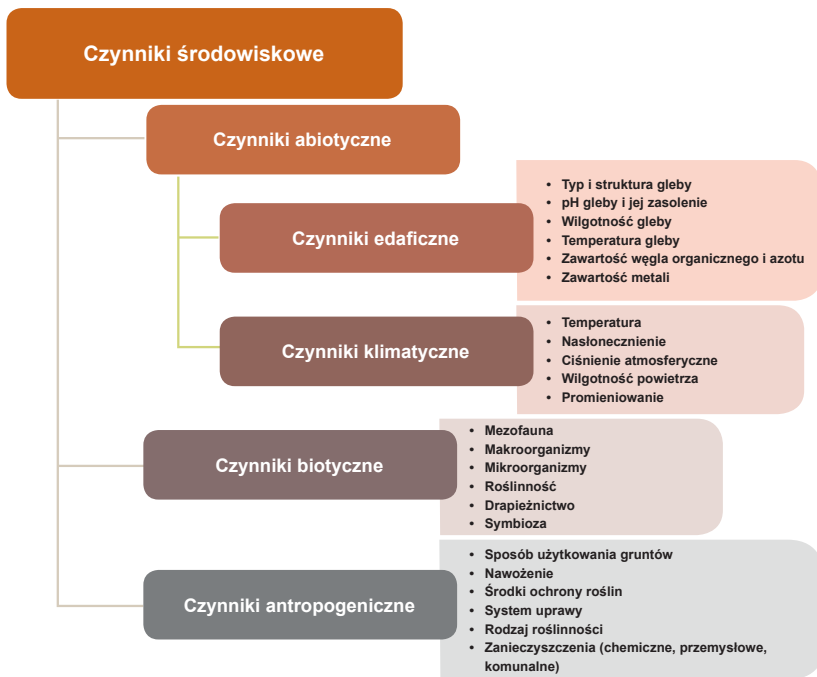 Czynniki środowiskowe
Czynniki abiotyczne
Czynniki edaficzne
• Typ i struktura gleby
• pH gleby i jej zasolenie
• Wilgotność gleby
• Temperatura gleby
• Zawartość węgla organicznego i azotu
• Zawartość metali
Czynniki klimatyczne
• Temperatura
• Nasłonecznienie
• Ciśnienie atmosferyczne
• Wilgotność powietrza
• Promieniowanie
Czynniki biotyczne
• Mezofauna
• Makroorganizmy
• Mikroorganizmy
• Roślinność
• Drapieżnictwo
• Symbioza
Czynniki antropogeniczne
• Sposób użytkowania gruntów
• Nawożenie
• Środki ochrony roślin
• System uprawy
• Rodzaj roślinności
• Zanieczyszczenia (chemiczne, przemysłowe,
komunalne)